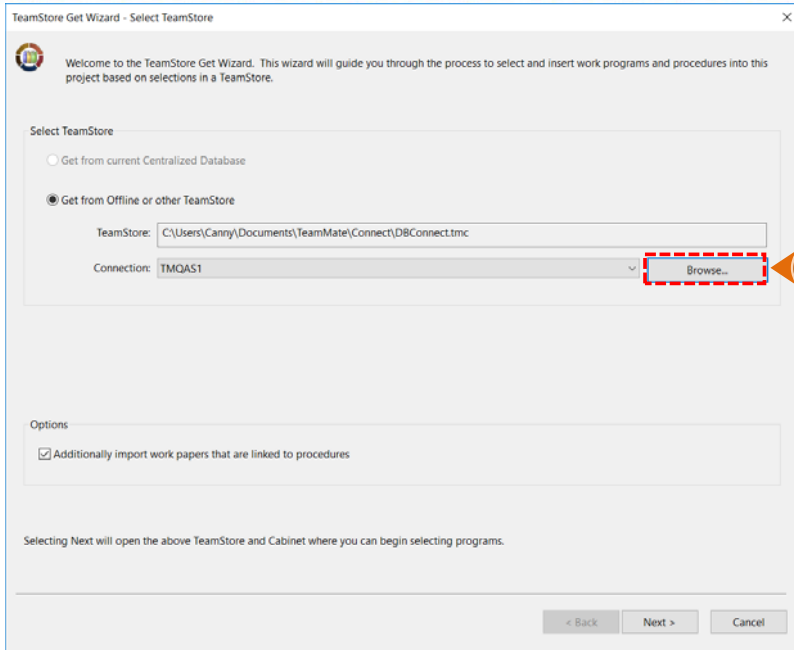 TeamStore Get Wizard - Select TeamStore
Welcome to the TeamStore Get Wizard. This wizard will guide you through the process to select and insert work programs and procedures into this
project based on selections in a TeamStore.
Select TeamStore
Get from current Centralized Database
Get from Offline or other TeamStore
TeamStore: C:\Users\Canny\Documents\TeamMate\Connect\DBConnect.tmc
Connection: TMQAS1 Browse...
Options
Additionally import work papers that are linked to procedures
Selecting Next will open the above TeamStore and Cabinet where you can begin selecting programs.
< Back Next > Cancel